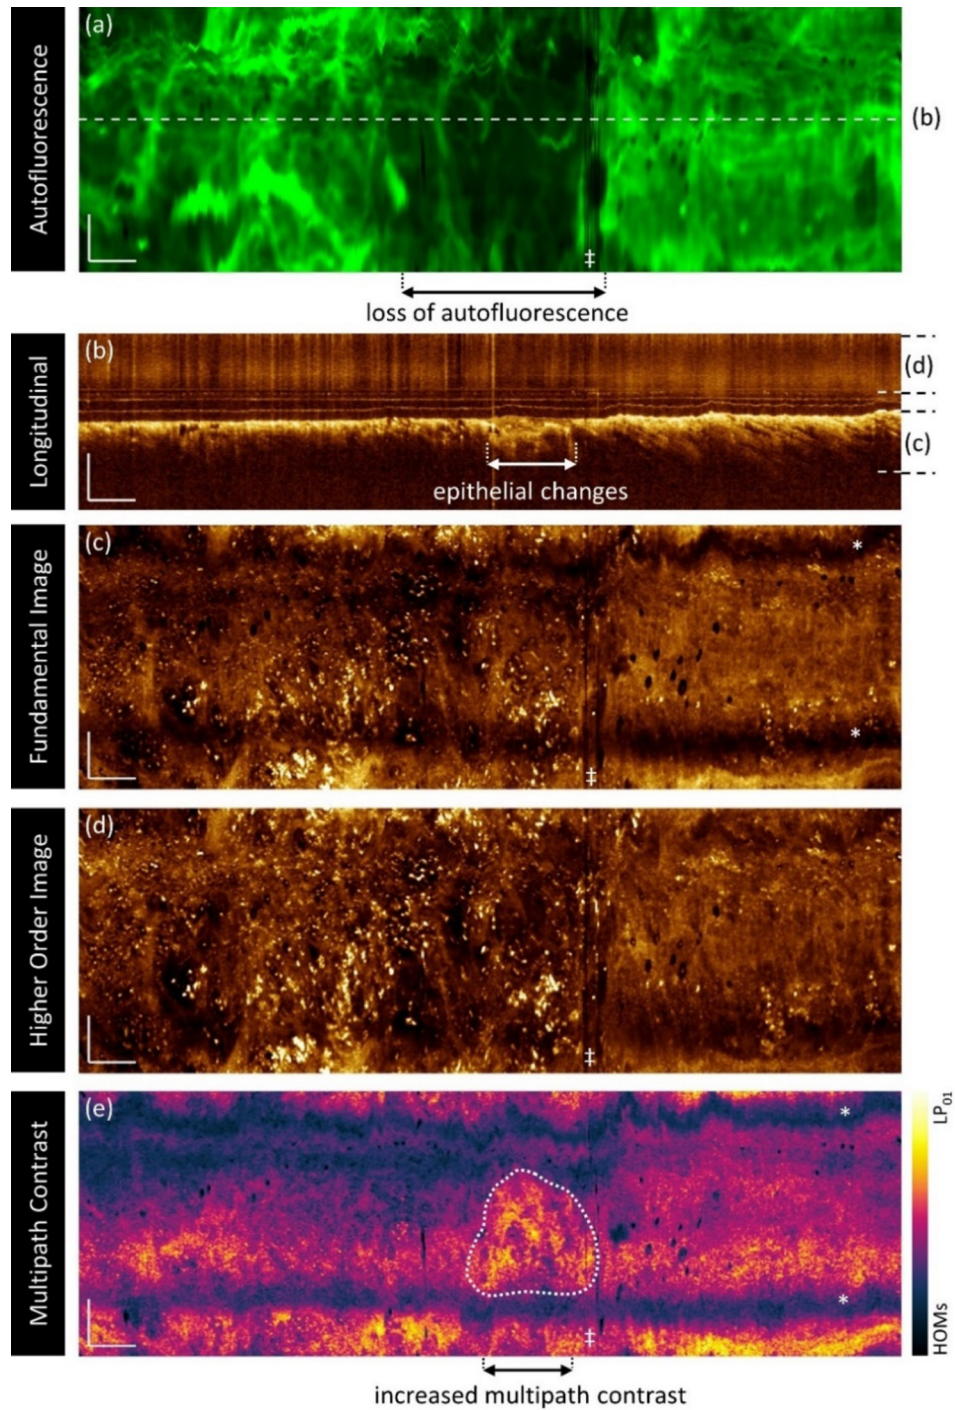 Autofluorescence
(a)
(b)
‡
loss of autofluorescence
Longitudinal
(b)
(d)
(c)
epithelial changes
Fundamental Image
(c)
*
*
‡
Higher Order Image
(d)
‡
Multipath Contrast
(e)
*
*
‡
LP01
HOMs
increased multipath contrast